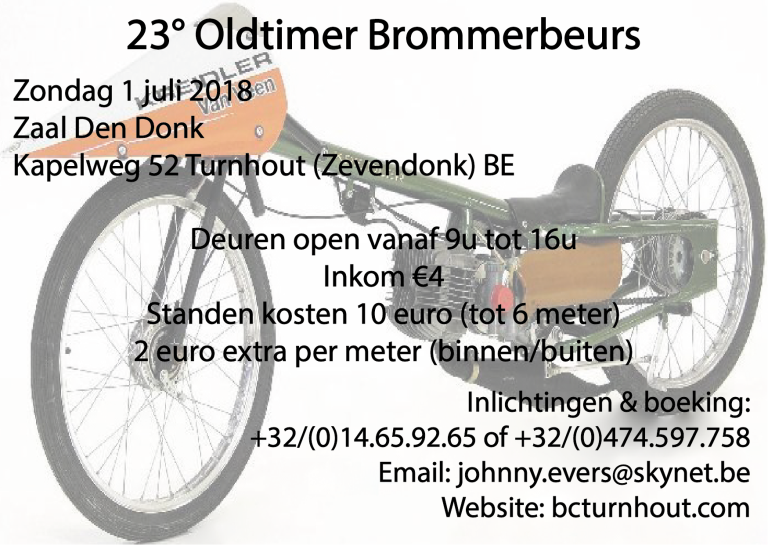 23° Oldtimer Brommerbeurs
Zondag 1 juli 2018
KREIDLER
Van Veen
Zaal Den Donk
Kapelweg 52 Turnhout (Zevendonk) BE
Deuren open vanaf 9u tot 16u
Inkom €4
Standen kosten 10 euro (tot 6 meter)
2 euro extra per meter (binnen/buiten)
Inlichtingen & boeking:
+32/(0)14.65.92.65 of +32/(0)474.597.758
Email: johnny.evers@skynet.be
Website: bcturnhout.com